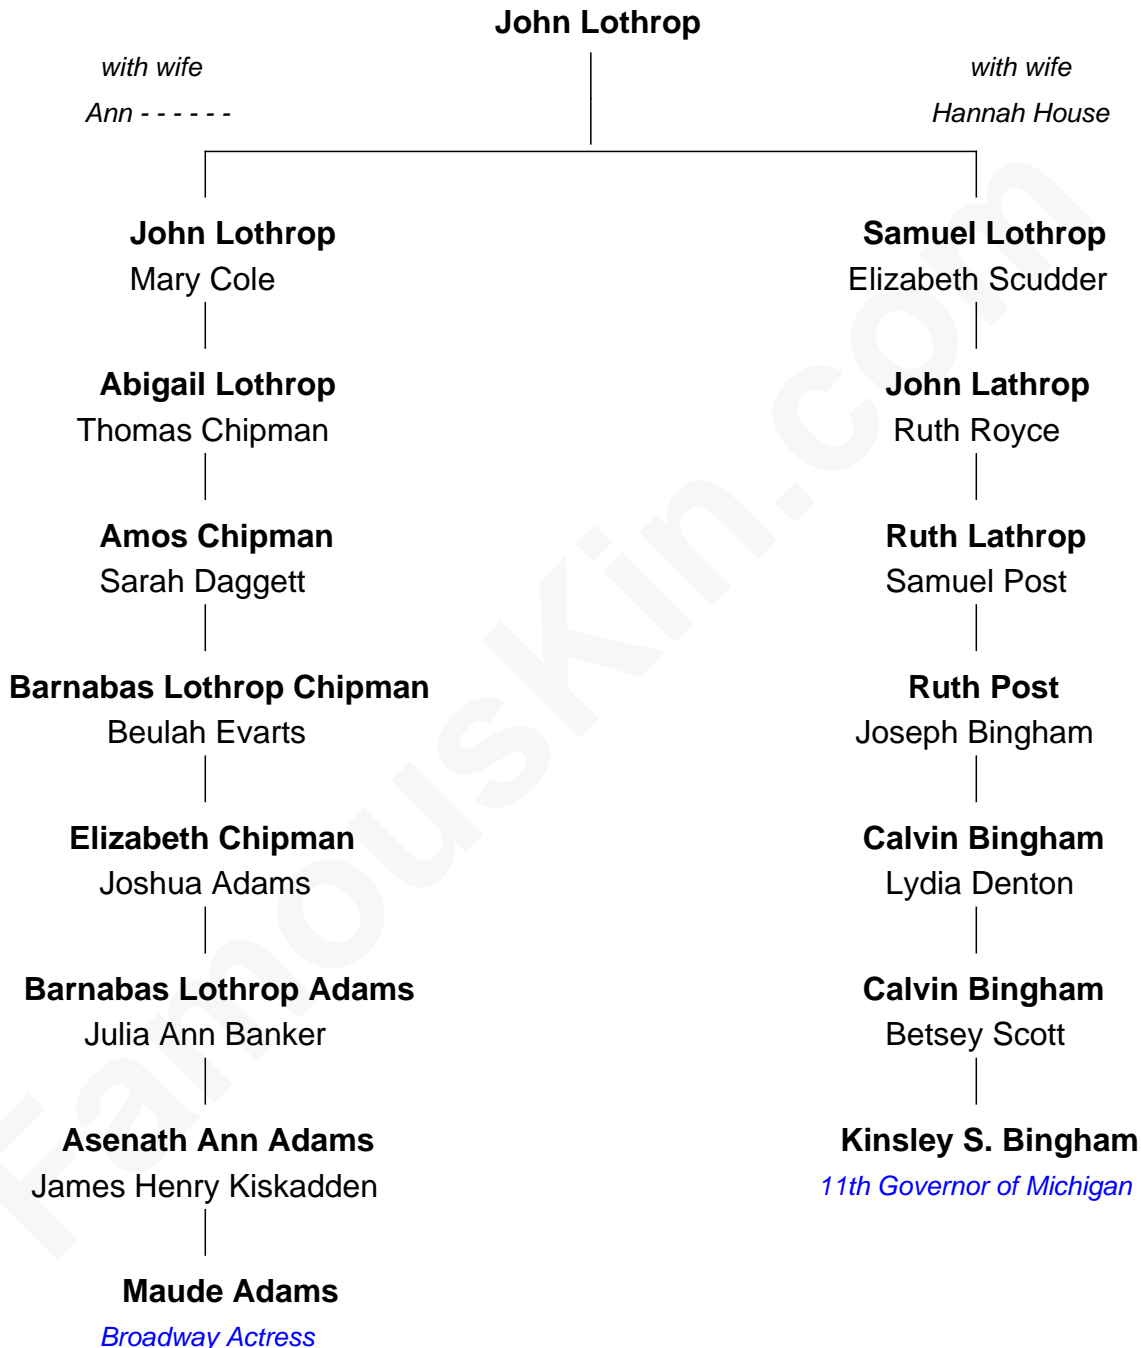 John Lothrop
with wife
Ann - - - - - -
with wife
Hannah House
John Lothrop
Mary Cole
Abigail Lothrop
Thomas Chipman
Amos Chipman
Sarah Daggett
Barnabas Lothrop Chipman
Beulah Evarts
Elizabeth Chipman
Joshua Adams
Barnabas Lothrop Adams
Julia Ann Banker
Asenath Ann Adams
James Henry Kiskadden
Maude Adams
Broadway Actress
Samuel Lothrop
Elizabeth Scudder
John Lathrop
Ruth Royce
Ruth Lathrop
Samuel Post
Ruth Post
Joseph Bingham
Calvin Bingham
Lydia Denton
Calvin Bingham
Betsey Scott
Kinsley S. Bingham
11th Governor of Michigan
FamousKin.com